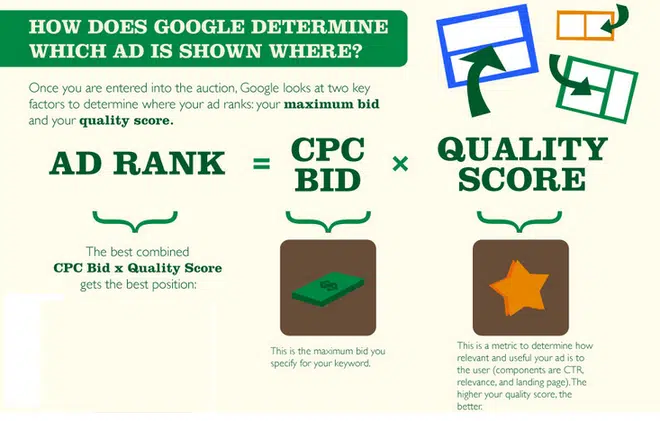 HOW DOES GOOGLE DETERMINE
WHICH AD IS SHOWN WHERE?
Once you are entered into the auction, Google looks at two key
factors to determine where your ad ranks: your maximum bid
and your quality score.
AD RANK = CPC BID × QUALITY SCORE
The best combined
CPC Bid x Quality Score
gets the best position:
$
This is the maximum bid you
specify for your keyword.
This is a metric to determine how
relevant and useful your ad is to
the user (components are CTR,
relevance, and landing page). The
higher your quality score, the
better.